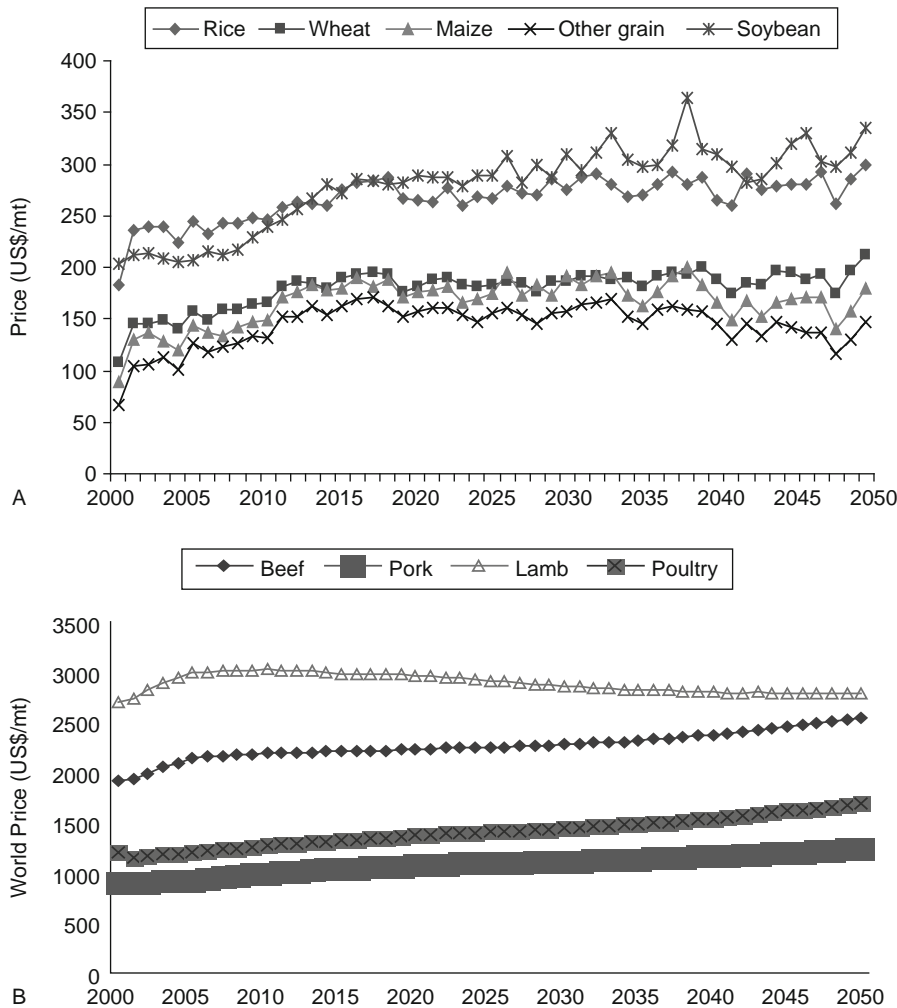 Rice Wheat Maize Other grain Soybean
400
350
300
250
200
150
100
50
0
Price (US$/mt)
A
2000 2005 2010 2015 2020 2025 2030 2035 2040 2045 2050
Beef Pork Lamb Poultry
3500
3000
2500
2000
1500
1000
500
0
World Price (US$/mt)
B
2000 2005 2010 2015 2020 2025 2030 2035 2040 2045 2050